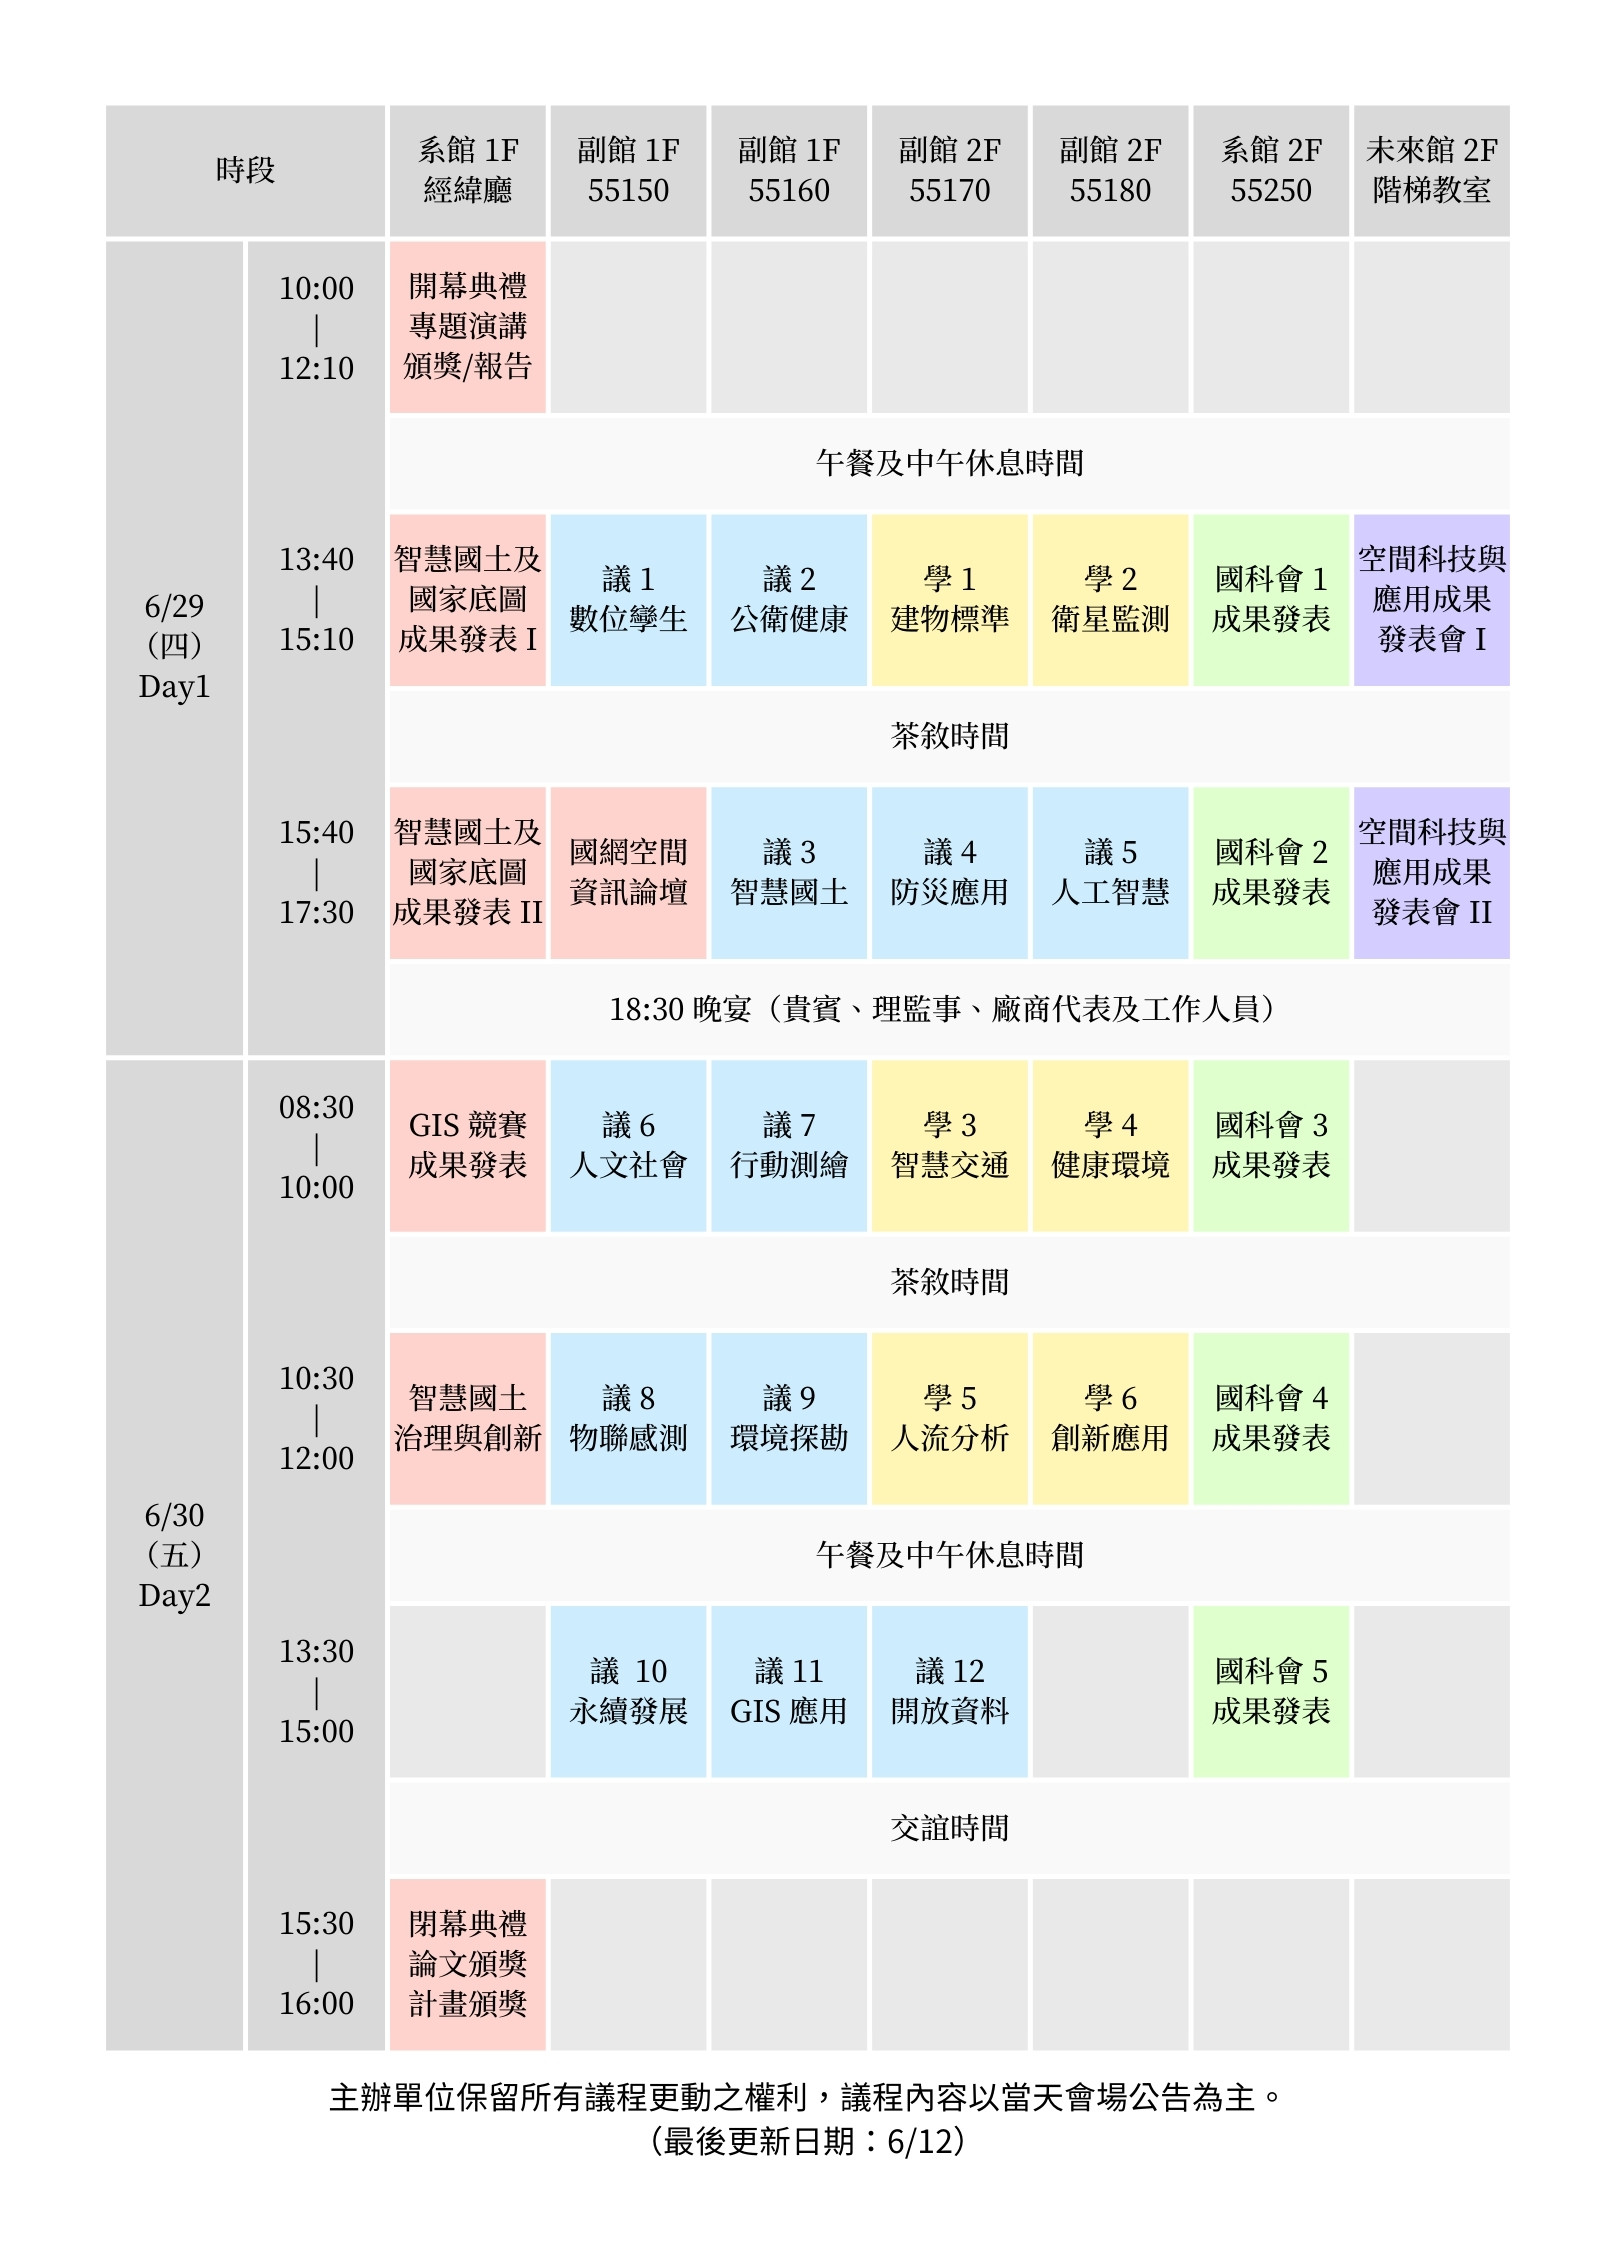 時段
系館 1F
經緯廳
副館 1F
55150
副館 1F
55160
副館 2F
55170
副館 2F
55180
系館 2F
55250
未來館 2F
階梯教室
6/29
（四）
Day1
10:00
|
12:10
開幕典禮
專題演講
頒獎/報告
午餐及中午休息時間
13:40
|
15:10
智慧國土及
國家底圖
成果發表 I
議 1
數位孿生
議 2
公衛健康
學 1
建物標準
學 2
衛星監測
國科會 1
成果發表
空間科技與
應用成果
發表會 I
茶敘時間
15:40
|
17:30
智慧國土及
國家底圖
成果發表 II
國網空間
資訊論壇
議 3
智慧國土
議 4
防災應用
議 5
人工智慧
國科會 2
成果發表
空間科技與
應用成果
發表會 II
18:30 晚宴（貴賓、理監事、廠商代表及工作人員）
6/30
（五）
Day2
08:30
|
10:00
GIS 競賽
成果發表
議 6
人文社會
議 7
行動測繪
學 3
智慧交通
學 4
健康環境
國科會 3
成果發表
茶敘時間
10:30
|
12:00
智慧國土
治理與創新
議 8
物聯感測
議 9
環境探勘
學 5
人流分析
學 6
創新應用
國科會 4
成果發表
午餐及中午休息時間
13:30
|
15:00
議  10
永續發展
議 11
GIS 應用
議 12
開放資料
國科會 5
成果發表
交誼時間
15:30
|
16:00
閉幕典禮
論文頒獎
計畫頒獎
主辦單位保留所有議程更動之權利，議程內容以當天會場公告為主。
（最後更新日期：6/12）